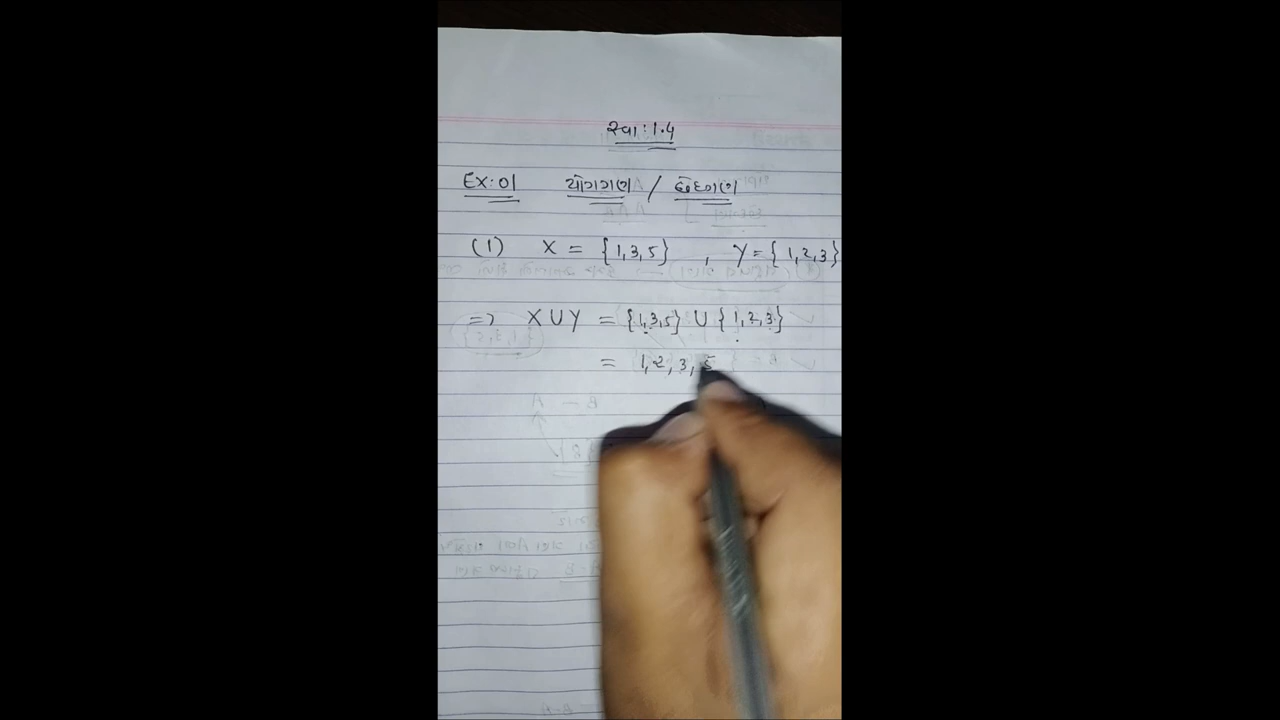 સ્વા : 1.4
Ex: 01 યોગગણ / છેદગણ
(1) X = {1,3,5} , Y = {1,2,3}
=> X U Y = {1,3,5} U {1,2,3}
= 1,2,3,5